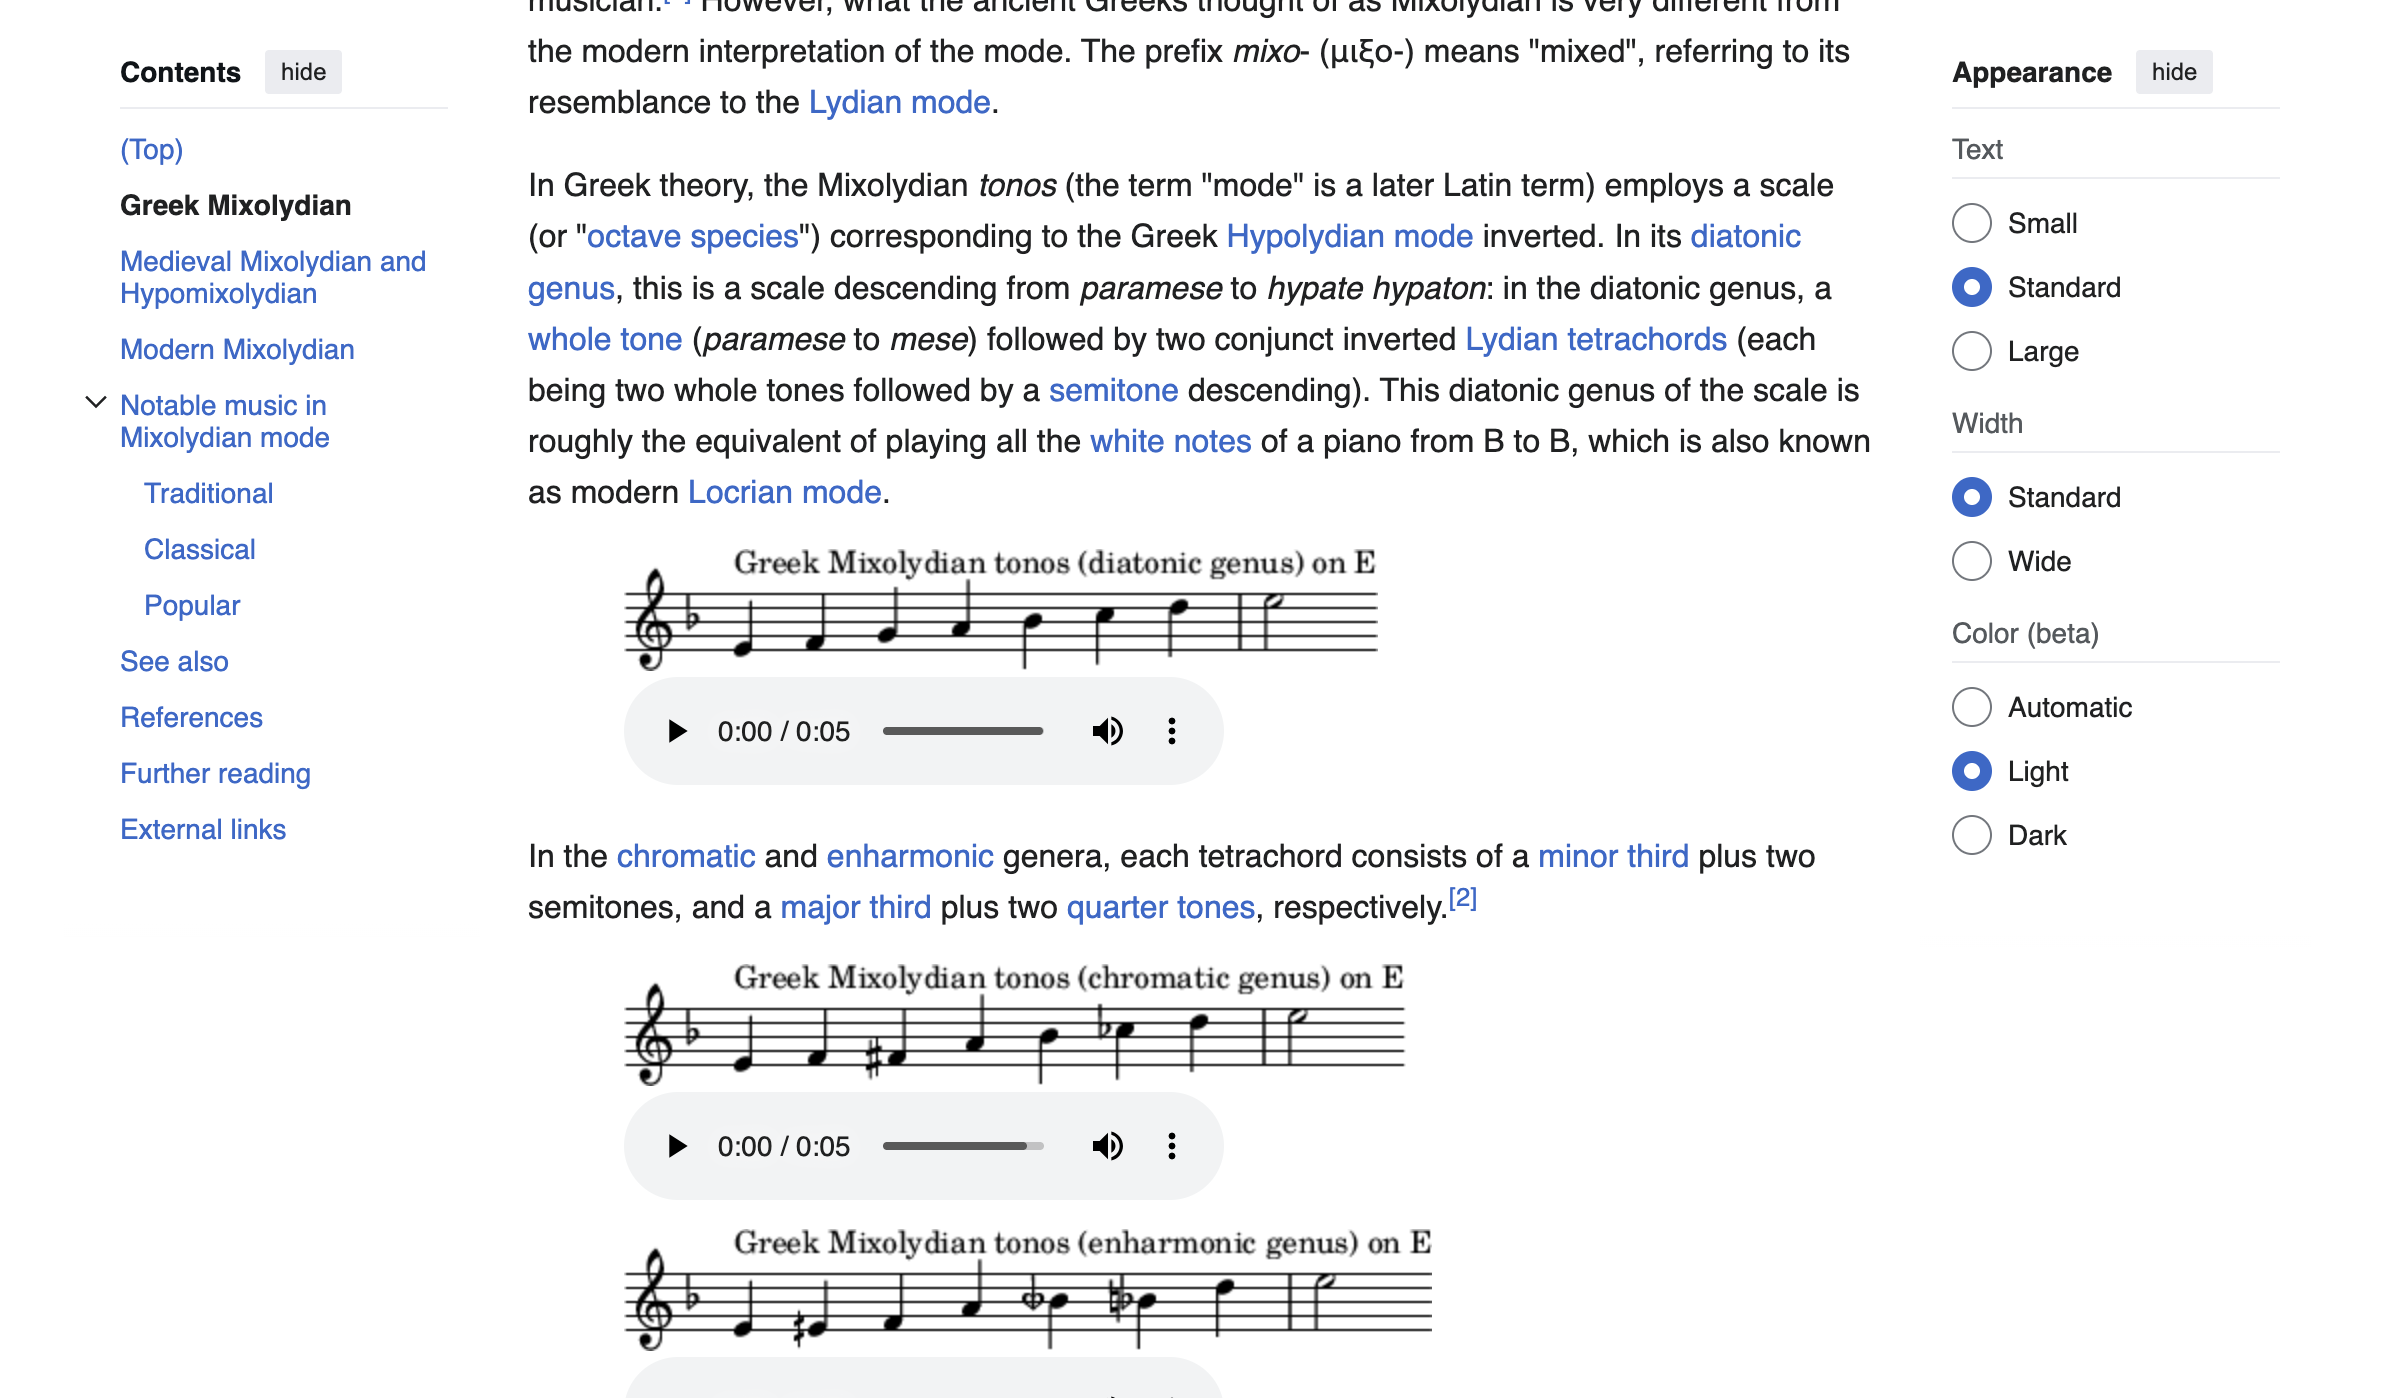 Contents hide
(Top)
Greek Mixolydian
Medieval Mixolydian and
Hypomixolydian
Modern Mixolydian
Notable music in
Mixolydian mode
Traditional
Classical
Popular
See also
References
Further reading
External links
musician. However, what the ancient Greeks thought of as Mixolydian is very different from
the modern interpretation of the mode. The prefix mixo- (μιξο-) means "mixed", referring to its
resemblance to the Lydian mode.
In Greek theory, the Mixolydian tonos (the term "mode" is a later Latin term) employs a scale
(or "octave species") corresponding to the Greek Hypolydian mode inverted. In its diatonic
genus, this is a scale descending from paramese to hypate hypaton: in the diatonic genus, a
whole tone (paramese to mese) followed by two conjunct inverted Lydian tetrachords (each
being two whole tones followed by a semitone descending). This diatonic genus of the scale is
roughly the equivalent of playing all the white notes of a piano from B to B, which is also known
as modern Locrian mode.
Greek Mixolydian tonos (diatonic genus) on E
0:00 / 0:05
In the chromatic and enharmonic genera, each tetrachord consists of a minor third plus two
semitones, and a major third plus two quarter tones, respectively.[2]
Greek Mixolydian tonos (chromatic genus) on E
0:00 / 0:05
Greek Mixolydian tonos (enharmonic genus) on E
Appearance hide
Text
Small
Standard
Large
Width
Standard
Wide
Color (beta)
Automatic
Light
Dark